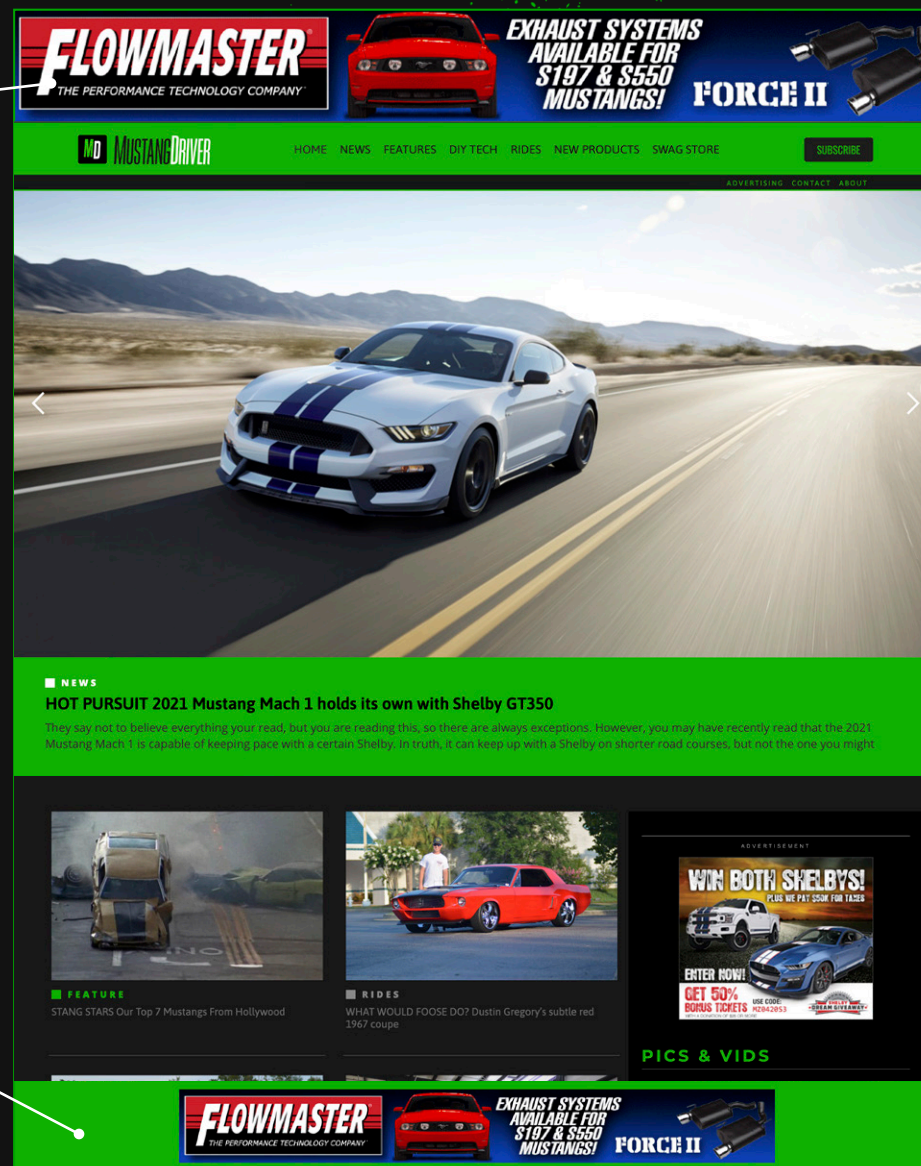 FLOWMASTER
THE PERFORMANCE TECHNOLOGY COMPANY
EXHAUST SYSTEMS
AVAILABLE FOR
S197 & S550
MUSTANGS!
FORCE II
MD MUSTANGDRIVER
HOME NEWS FEATURES DIY TECH RIDES NEW PRODUCTS SWAG STORE
SUBSCRIBE
ADVERTISING CONTACT ABOUT
NEWS
HOT PURSUIT 2021 Mustang Mach 1 holds its own with Shelby GT350
They say not to believe everything your read, but you are reading this, so there are always exceptions. However, you may have recently read that the 2021
Mustang Mach 1 is capable of keeping pace with a certain Shelby. In truth, it can keep up with a Shelby on shorter road courses, but not the one you might
FEATURE
STANG STARS Our Top 7 Mustangs From Hollywood
RIDES
WHAT WOULD FOOSE DO? Dustin Gregory's subtle red
1967 coupe
ADVERTISEMENT
WIN BOTH SHELBYS!
PLUS WE PAY $50K FOR TAXES
ENTER NOW!
GET 50%
BONUS TICKETS
USE CODE:
MZ042053
SHELBY
DREAM GIVEAWAY
PICS & VIDS
FLOWMASTER
THE PERFORMANCE TECHNOLOGY COMPANY
EXHAUST SYSTEMS
AVAILABLE FOR
S197 & S550
MUSTANGS!
FORCE II